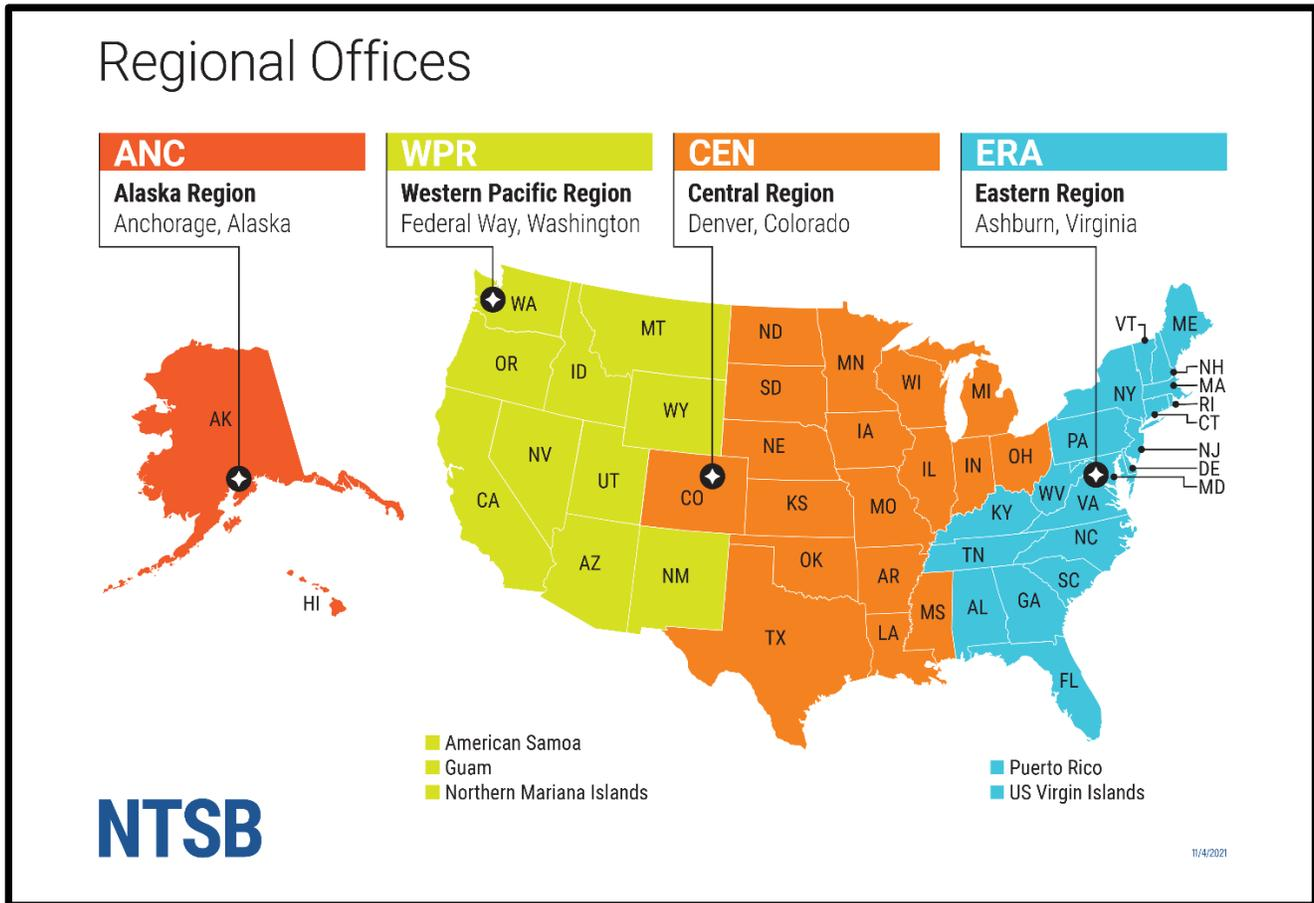 Regional Offices
ANC
Alaska Region
Anchorage, Alaska
WPR
Western Pacific Region
Federal Way, Washington
CEN
Central Region
Denver, Colorado
ERA
Eastern Region
Ashburn, Virginia
AK
HI
WA
OR
ID
MT
WY
NV
UT
CA
AZ
NM
CO
ND
SD
NE
KS
OK
TX
MN
IA
MO
AR
LA
WI
IL
MI
IN
OH
MS
KY
TN
AL
GA
FL
SC
NC
VA
WV
PA
NY
VT
ME
NH
MA
RI
CT
NJ
DE
MD
American Samoa
Guam
Northern Mariana Islands
Puerto Rico
US Virgin Islands
NTSB
11/4/2021